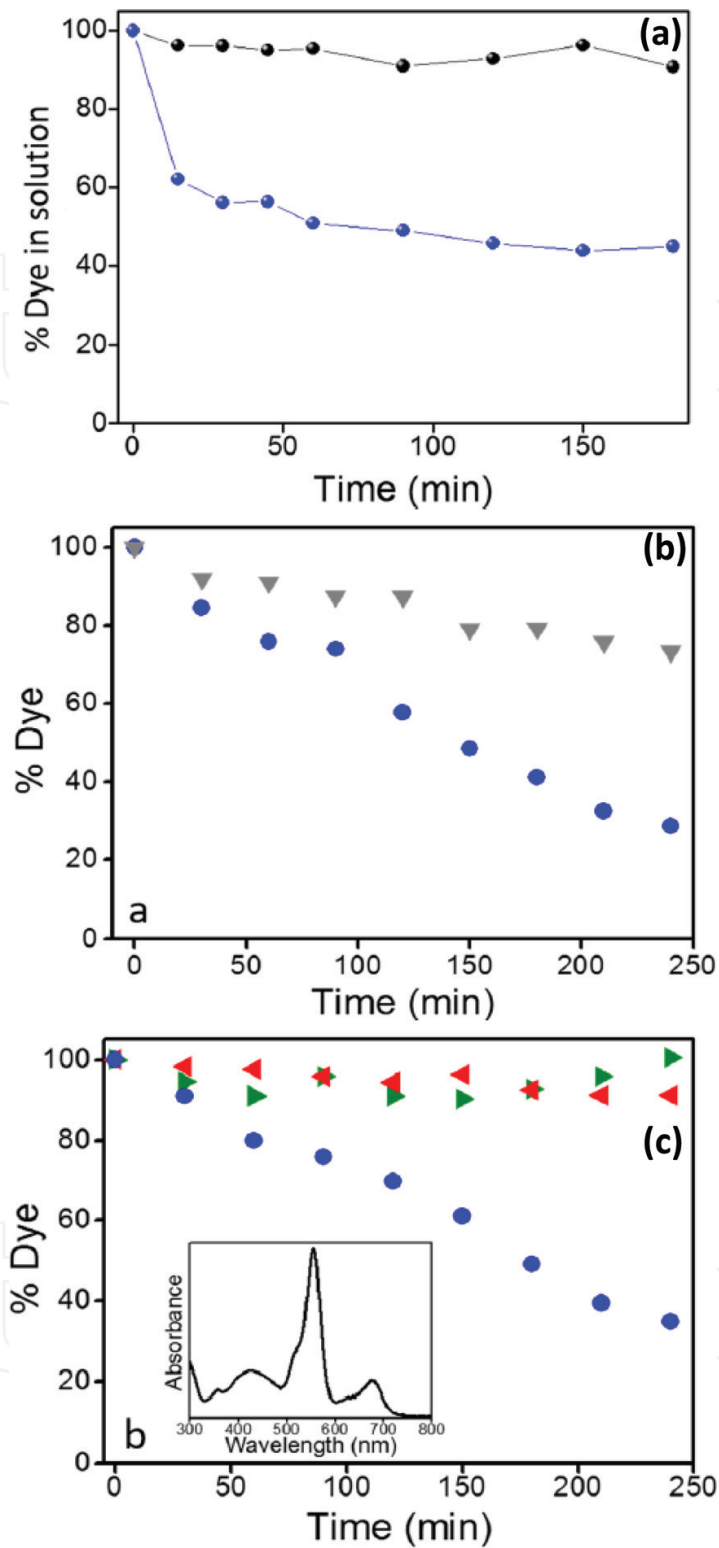 (a)
% Dye in solution
100
80
60
40
20
0
0 50 100 150
Time (min)
(b)
% Dye
100
80
60
40
20
0
a
0 50 100 150 200 250
Time (min)
(c)
% Dye
100
80
60
40
20
0
Absorbance
300 400 500 600 700 800
Wavelength (nm)
b
0 50 100 150 200 250
Time (min)